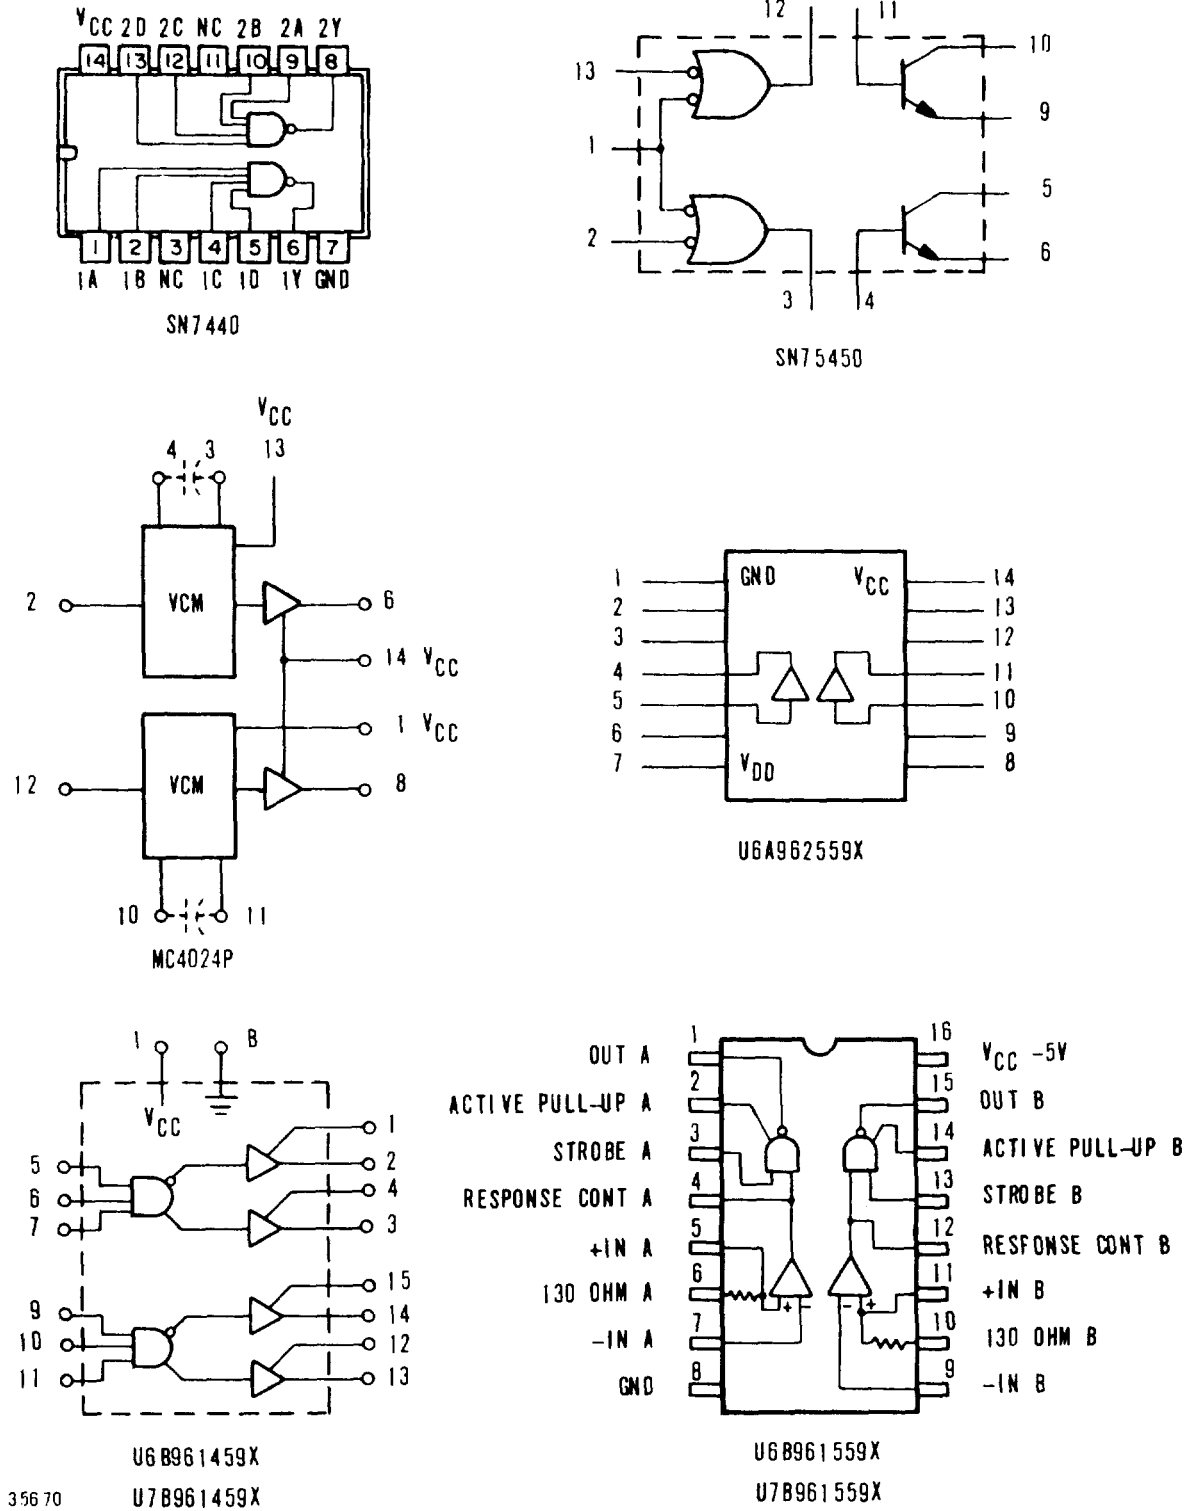 VCC 2D 2C NC 2B 2A 2Y
14 13 12 11 10 9 8
1 2 3 4 5 6 7
1A 1B NC 1C 1D 1Y GND
SN7440
12 11
13 10
9
1
5
2 6
3 4
SN75450
VCC
4 3 13
2 VCM 6
14 VCC
1 VCC
12 VCM 8
10 11
MC4024P
1 GND VCC 14
2 13
3 12
4 11
5 10
6 9
7 VDD 8
U6A962559X
1 B
VCC
1
5 2
6 4
7 3
15
9 14
10 12
11 13
U6B961459X
U7B961459X
1 16
OUT A VCC -5V
2 15
ACTIVE PULL-UP A OUT B
3 14
STROBE A ACTIVE PULL-UP B
4 13
RESPONSE CONT A STROBE B
5 12
+IN A RESFONSE CONT B
6 11
130 OHM A + - - + +IN B
7 10
-IN A 130 OHM B
8 9
GND -IN B
U6B961559X
U7B961559X
35670